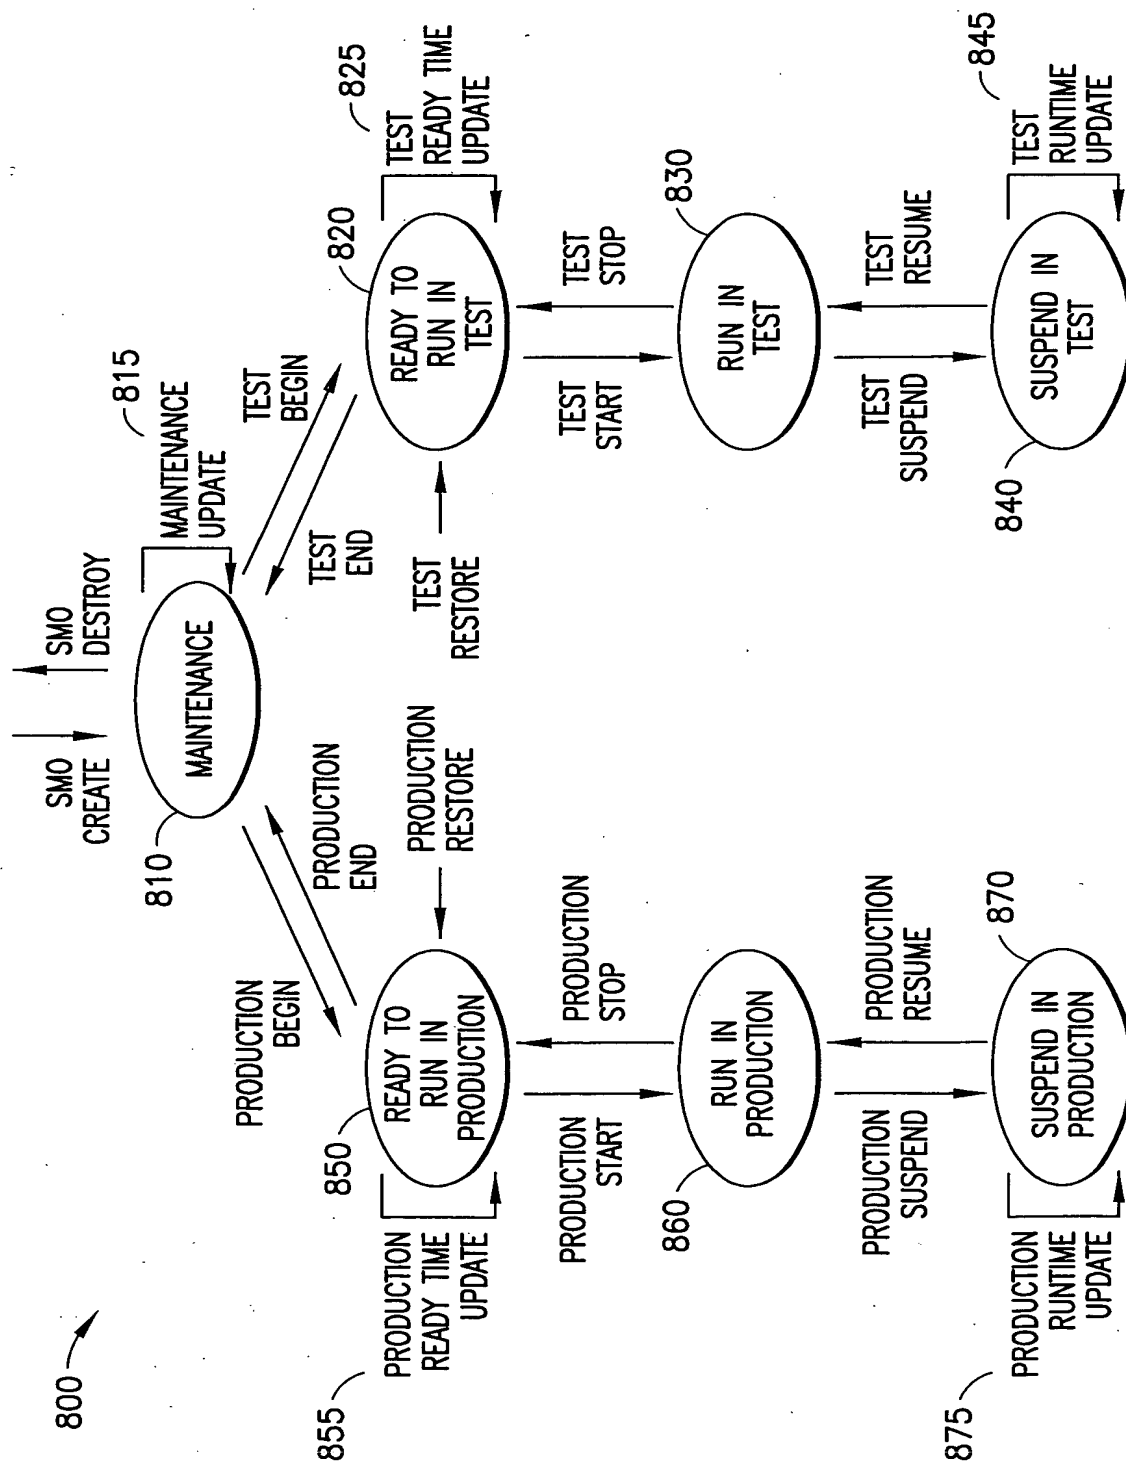 800
SMO
CREATE
SMO
DESTROY
810
MAINTENANCE
MAINTENANCE
UPDATE
815
PRODUCTION
BEGIN
PRODUCTION
END
TEST
END
TEST
BEGIN
850
READY TO
RUN IN
PRODUCTION
PRODUCTION
READY TIME
UPDATE
855
PRODUCTION
RESTORE
TEST
RESTORE
820
READY TO
RUN IN
TEST
TEST
READY TIME
UPDATE
825
PRODUCTION
START
PRODUCTION
STOP
TEST
START
TEST
STOP
860
RUN IN
PRODUCTION
RUN IN
TEST
830
PRODUCTION
SUSPEND
PRODUCTION
RESUME
TEST
SUSPEND
TEST
RESUME
875
PRODUCTION
RUNTIME
UPDATE
SUSPEND IN
PRODUCTION
870
840
SUSPEND IN
TEST
TEST
RUNTIME
UPDATE
845